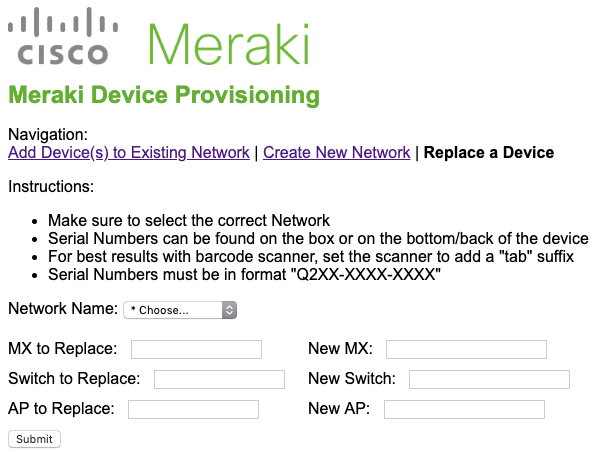 CISCO Meraki
Meraki Device Provisioning
Navigation:
Add Device(s) to Existing Network | Create New Network | Replace a Device
Instructions:
• Make sure to select the correct Network
• Serial Numbers can be found on the box or on the bottom/back of the device
• For best results with barcode scanner, set the scanner to add a "tab" suffix
• Serial Numbers must be in format "Q2XX-XXXX-XXXX"
Network Name: * Choose...
MX to Replace: New MX:
Switch to Replace: New Switch:
AP to Replace: New AP:
Submit